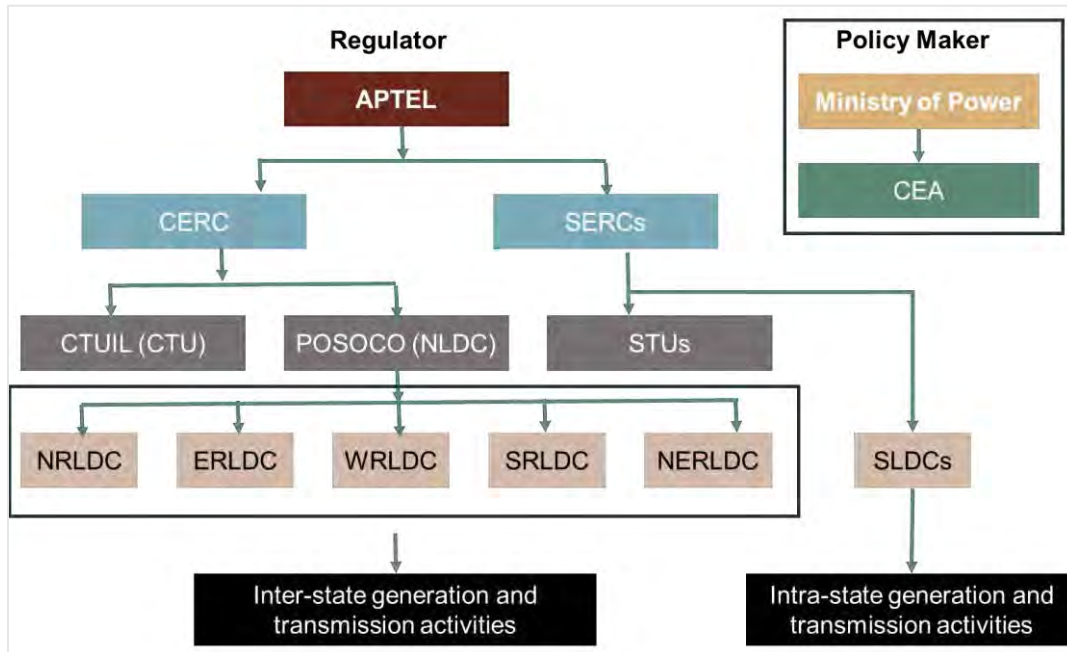 Regulator
Policy Maker
APTEL
Ministry of Power
CEA
CERC
SERCs
CTUIL (CTU)
POSOCO (NLDC)
STUs
NRLDC
ERLDC
WRLDC
SRLDC
NERLDC
SLDCs
Inter-state generation and
transmission activities
Intra-state generation and
transmission activities